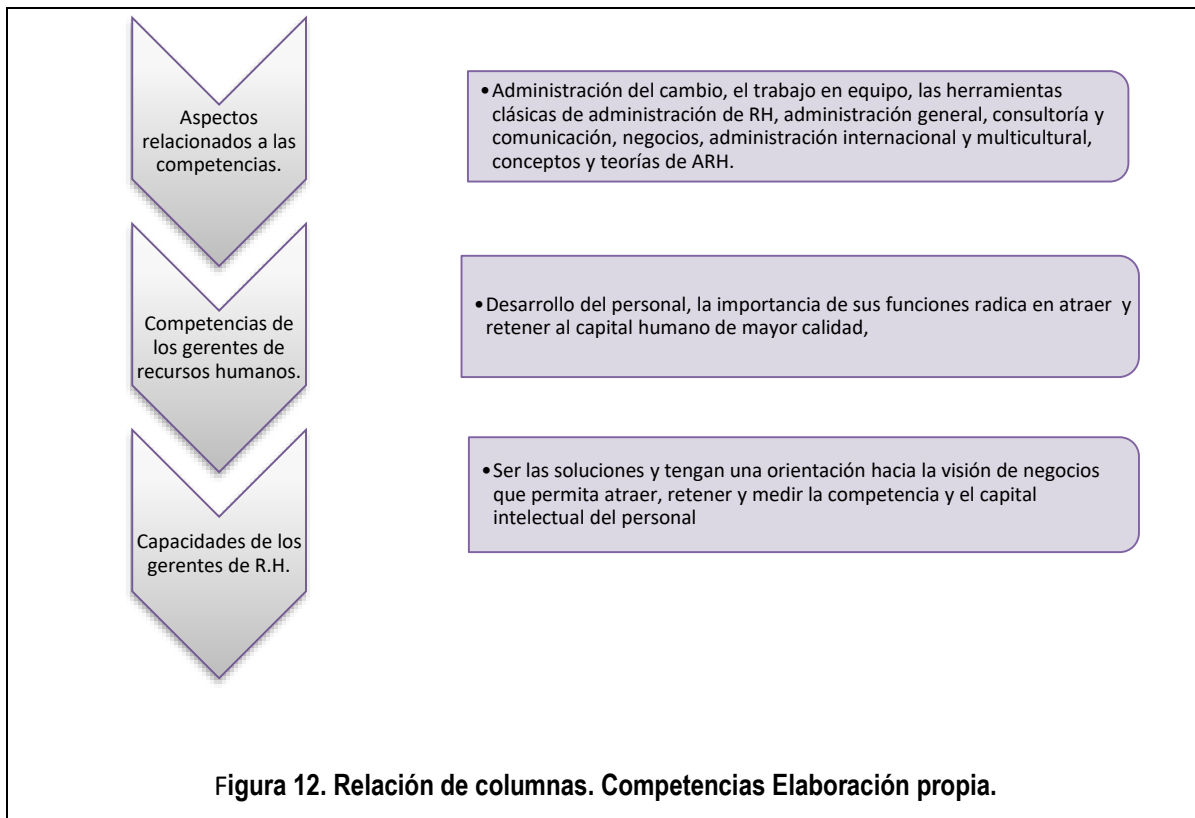 Aspectos
relacionados a las
competencias.
•Administración del cambio, el trabajo en equipo, las herramientas
clásicas de administración de RH, administración general, consultoría y
comunicación, negocios, administración internacional y multicultural,
conceptos y teorías de ARH.
Competencias de
los gerentes de
recursos humanos.
•Desarrollo del personal, la importancia de sus funciones radica en atraer y
retener al capital humano de mayor calidad,
Capacidades de los
gerentes de R.H.
•Ser las soluciones y tengan una orientación hacia la visión de negocios
que permita atraer, retener y medir la competencia y el capital
intelectual del personal
Figura 12. Relación de columnas. Competencias Elaboración propia.